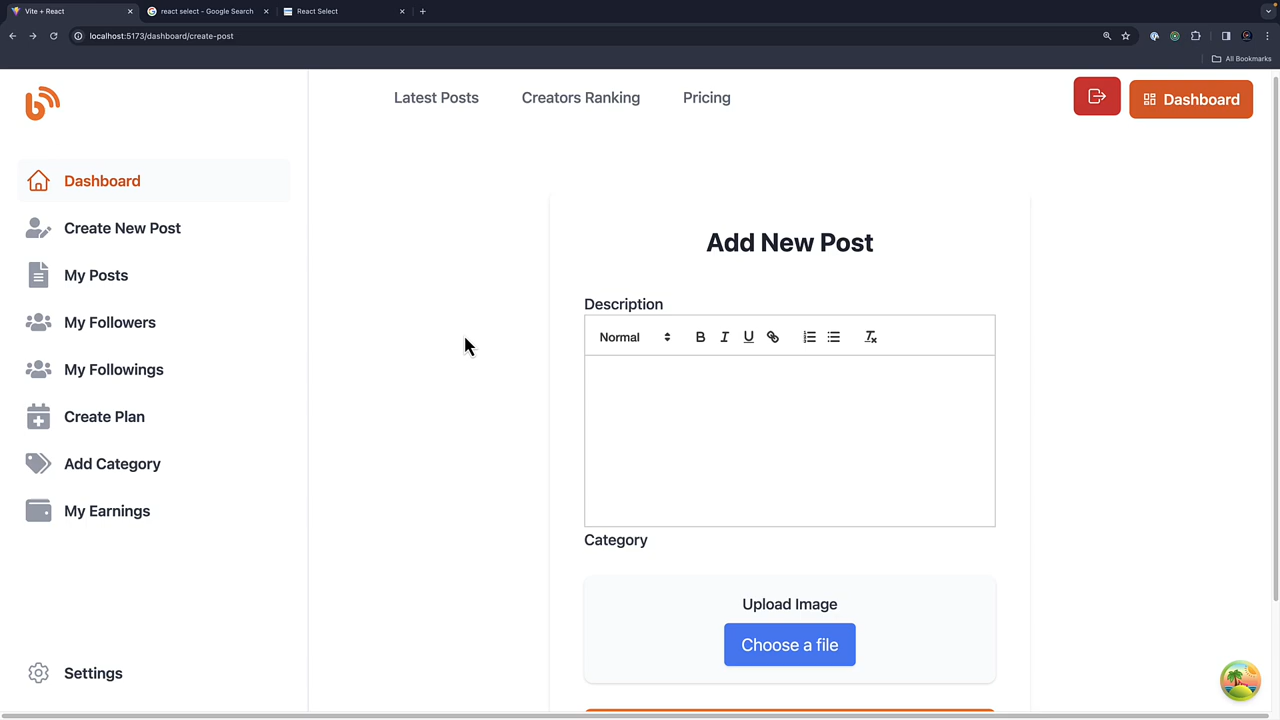 Vite + React
react select - Google Search
React Select
localhost:5173/dashboard/create-post
All Bookmarks
Latest Posts
Creators Ranking
Pricing
Dashboard
Dashboard
Create New Post
My Posts
My Followers
My Followings
Create Plan
Add Category
My Earnings
Settings
Add New Post
Description
Normal
Category
Upload Image
Choose a file